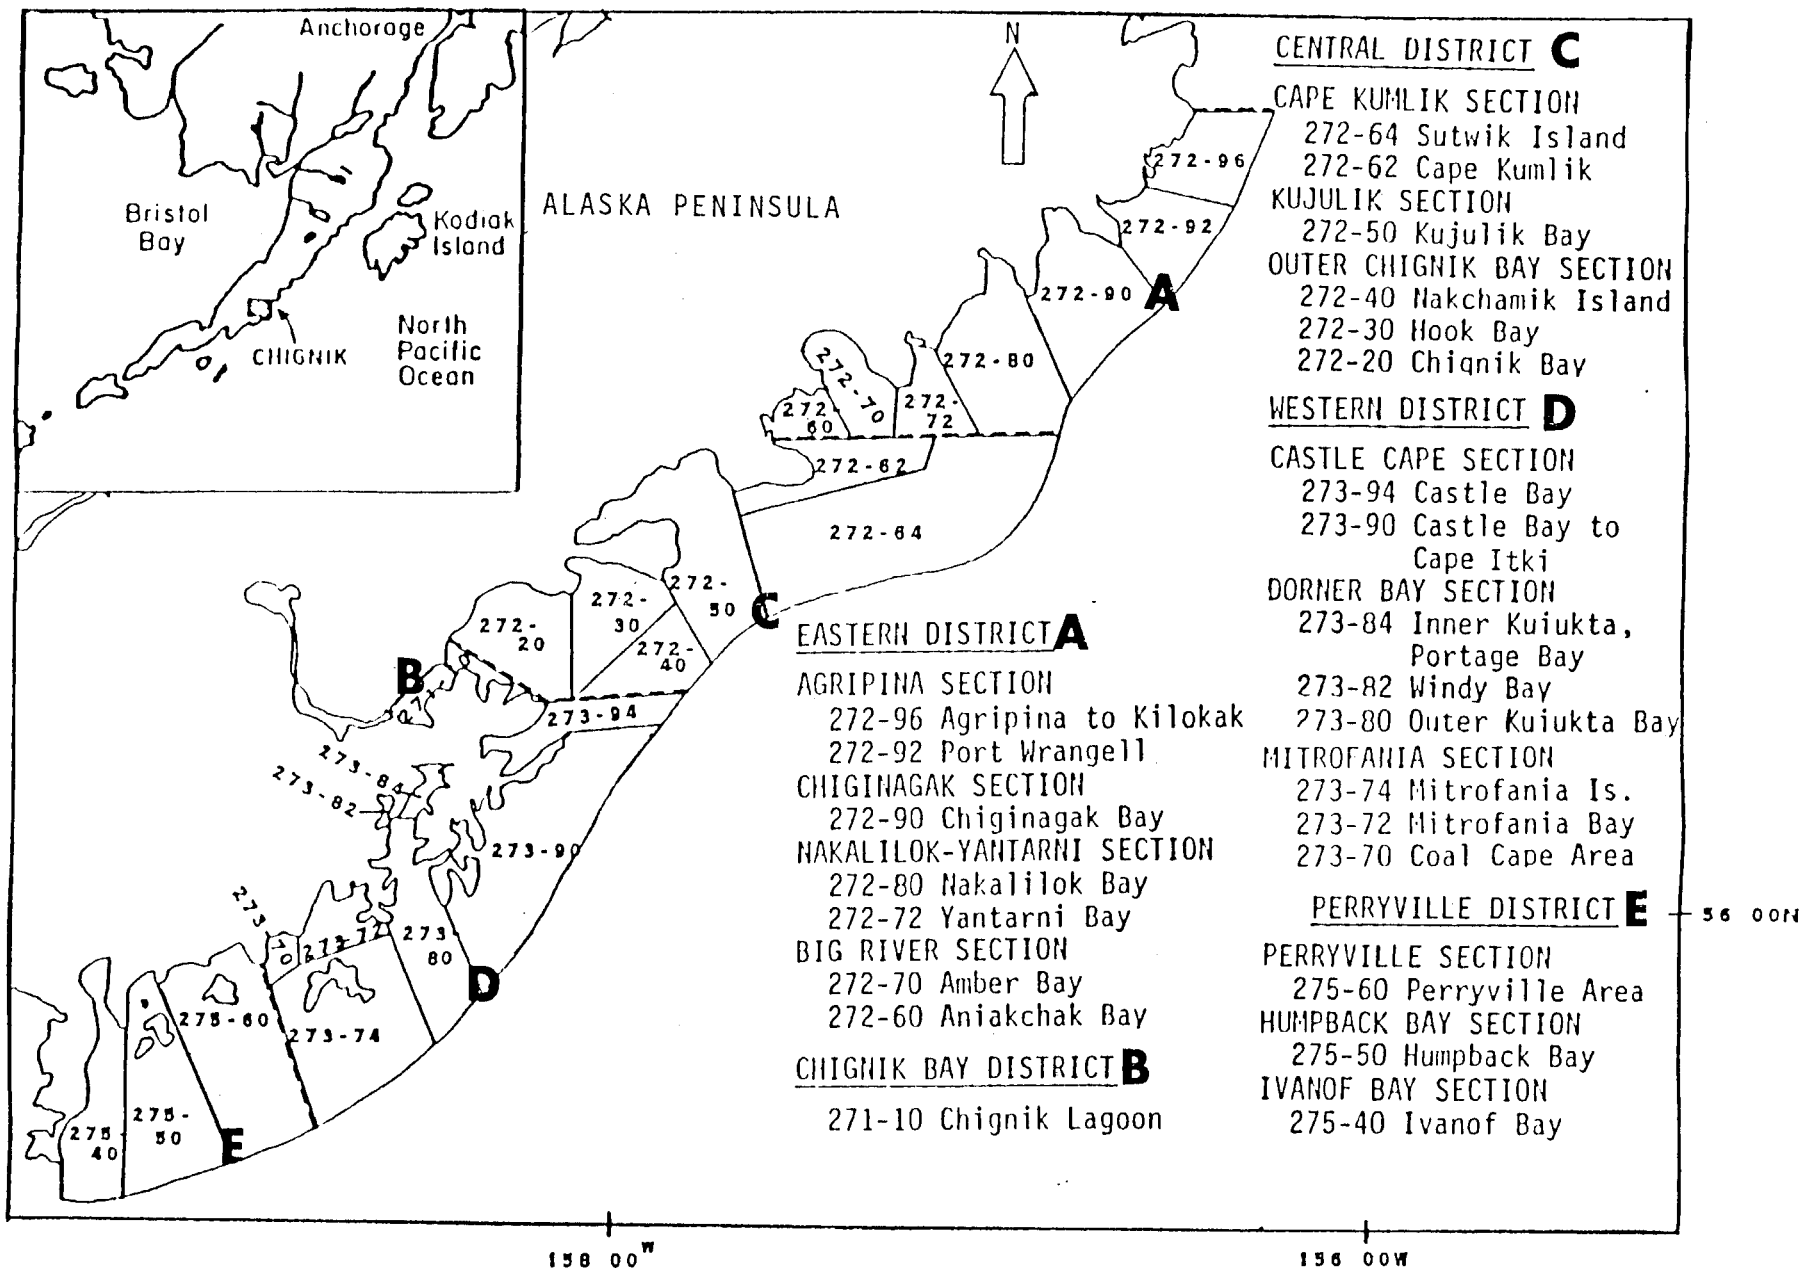 Anchorage
Bristol
Bay
Kodiak
Island
North
Pacific
Ocean
CHIGNIK
N
ALASKA PENINSULA
272-96
272-92
272-90 A
272-80
272-70
272-
72
272
60
272-62
272-64
272-
50
C
272-
30
272-
20
272-
40
B
273-94
273-84
273-82
273-90
273
70
273-72
273
80
D
275-60
273-74
275-
50
275
40
E
CENTRAL DISTRICT C
CAPE KUMLIK SECTION
272-64 Sutwik Island
272-62 Cape Kumlik
KUJULIK SECTION
272-50 Kujulik Bay
OUTER CHIGNIK BAY SECTION
272-40 Nakchamik Island
272-30 Hook Bay
272-20 Chignik Bay
WESTERN DISTRICT D
CASTLE CAPE SECTION
273-94 Castle Bay
273-90 Castle Bay to
Cape Itki
DORNER BAY SECTION
273-84 Inner Kuiukta,
Portage Bay
273-82 Windy Bay
273-80 Outer Kuiukta Bay
MITROFANIA SECTION
273-74 Mitrofania Is.
273-72 Mitrofania Bay
273-70 Coal Cape Area
PERRYVILLE DISTRICT E
PERRYVILLE SECTION
275-60 Perryville Area
HUMPBACK BAY SECTION
275-50 Humpback Bay
IVANOF BAY SECTION
275-40 Ivanof Bay
EASTERN DISTRICT A
AGRIPINA SECTION
272-96 Agripina to Kilokak
272-92 Port Wrangell
CHIGINAGAK SECTION
272-90 Chiginagak Bay
NAKALILOK-YANTARNI SECTION
272-80 Nakalilok Bay
272-72 Yantarni Bay
BIG RIVER SECTION
272-70 Amber Bay
272-60 Aniakchak Bay
CHIGNIK BAY DISTRICT B
271-10 Chignik Lagoon
56 00N
158 00W
156 00W